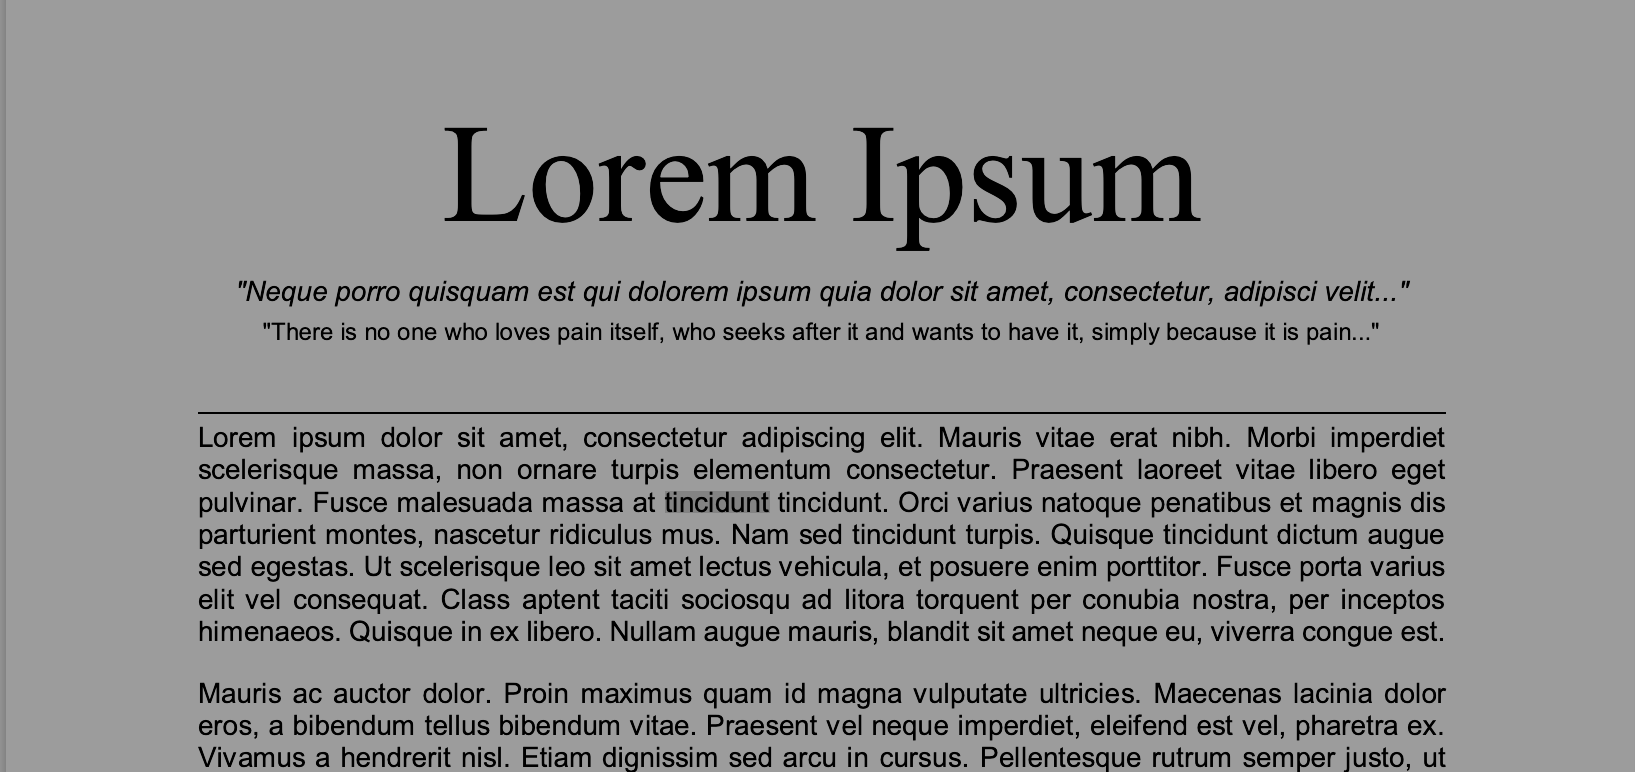 Lorem Ipsum
"Neque porro quisquam est qui dolorem ipsum quia dolor sit amet, consectetur, adipisci velit..."
"There is no one who loves pain itself, who seeks after it and wants to have it, simply because it is pain..."
Lorem ipsum dolor sit amet, consectetur adipiscing elit. Mauris vitae erat nibh. Morbi imperdiet
scelerisque massa, non ornare turpis elementum consectetur. Praesent laoreet vitae libero eget
pulvinar. Fusce malesuada massa at tincidunt tincidunt. Orci varius natoque penatibus et magnis dis
parturient montes, nascetur ridiculus mus. Nam sed tincidunt turpis. Quisque tincidunt dictum augue
sed egestas. Ut scelerisque leo sit amet lectus vehicula, et posuere enim porttitor. Fusce porta varius
elit vel consequat. Class aptent taciti sociosqu ad litora torquent per conubia nostra, per inceptos
himenaeos. Quisque in ex libero. Nullam augue mauris, blandit sit amet neque eu, viverra congue est.
Mauris ac auctor dolor. Proin maximus quam id magna vulputate ultricies. Maecenas lacinia dolor
eros, a bibendum tellus bibendum vitae. Praesent vel neque imperdiet, eleifend est vel, pharetra ex.
Vivamus a hendrerit nisl. Etiam dignissim sed arcu in cursus. Pellentesque rutrum semper justo, ut